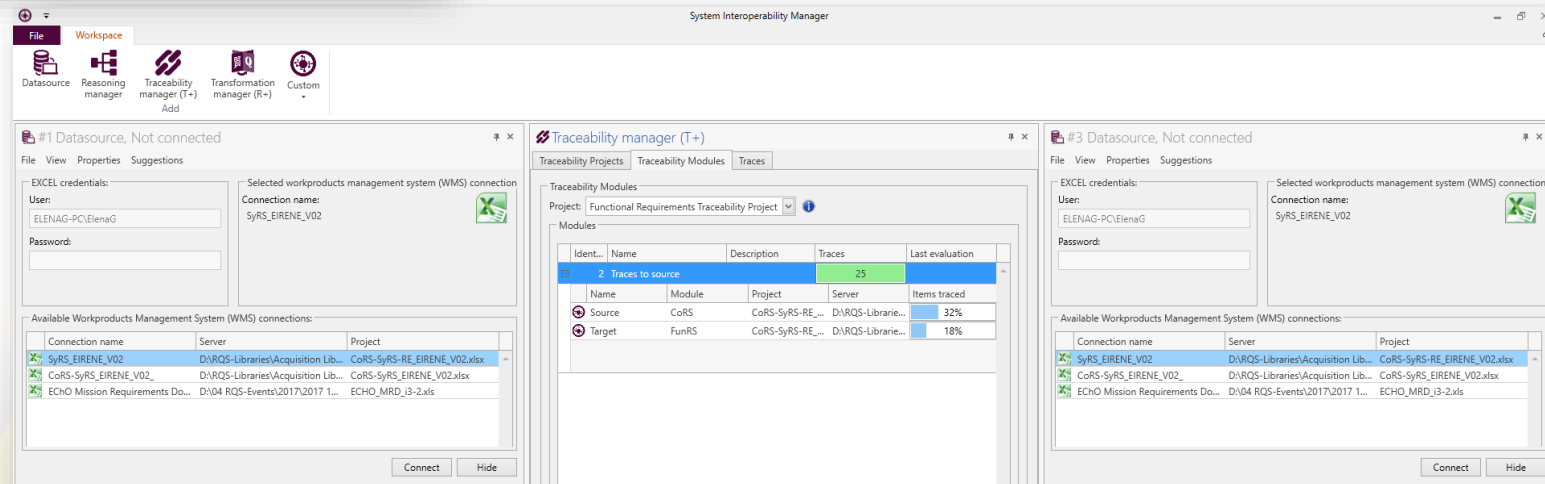 System Interoperability Manager
File Workspace
Datasource
Reasoning manager
Traceability manager (T+)
Transformation manager (R+)
Custom
Add
#1 Datasource, Not connected
File View Properties Suggestions
EXCEL credentials:
User:
ELENAG-PC\ElenaG
Password:
Selected workproducts management system (WMS) connection
Connection name:
SyRS_EIRENE_V02
Available Workproducts Management System (WMS) connections:
Connection name Server Project
SyRS_EIRENE_V02 D:\RQS-Libraries\Acquisition Lib... CoRS-SyRS-RE_EIRENE_V02.xlsx
CoRS-SyRS_EIRENE_V02_ D:\RQS-Libraries\Acquisition Lib... CoRS-SyRS_EIRENE_V02.xlsx
EChO Mission Requirements Do... D:\04 RQS-Events\2017\2017 1... ECHO_MRD_i3-2.xls
Connect Hide
Traceability manager (T+)
Traceability Projects Traceability Modules Traces
Traceability Modules
Project: Functional Requirements Traceability Project
Modules
Ident... Name Description Traces Last evaluation
2 Traces to source 25
Name Module Project Server Items traced
Source CoRS CoRS-SyRS-RE_... D:\RQS-Librarie... 32%
Target FunRS CoRS-SyRS-RE_... D:\RQS-Librarie... 18%
#3 Datasource, Not connected
File View Properties Suggestions
EXCEL credentials:
User:
ELENAG-PC\ElenaG
Password:
Selected workproducts management system (WMS) connection
Connection name:
SyRS_EIRENE_V02
Available Workproducts Management System (WMS) connections:
Connection name Server Project
SyRS_EIRENE_V02 D:\RQS-Libraries\Acquisition Lib... CoRS-SyRS-RE_EIRENE_V02.xlsx
CoRS-SyRS_EIRENE_V02_ D:\RQS-Libraries\Acquisition Lib... CoRS-SyRS_EIRENE_V02.xlsx
EChO Mission Requirements Do... D:\04 RQS-Events\2017\2017 1... ECHO_MRD_i3-2.xls
Connect Hide